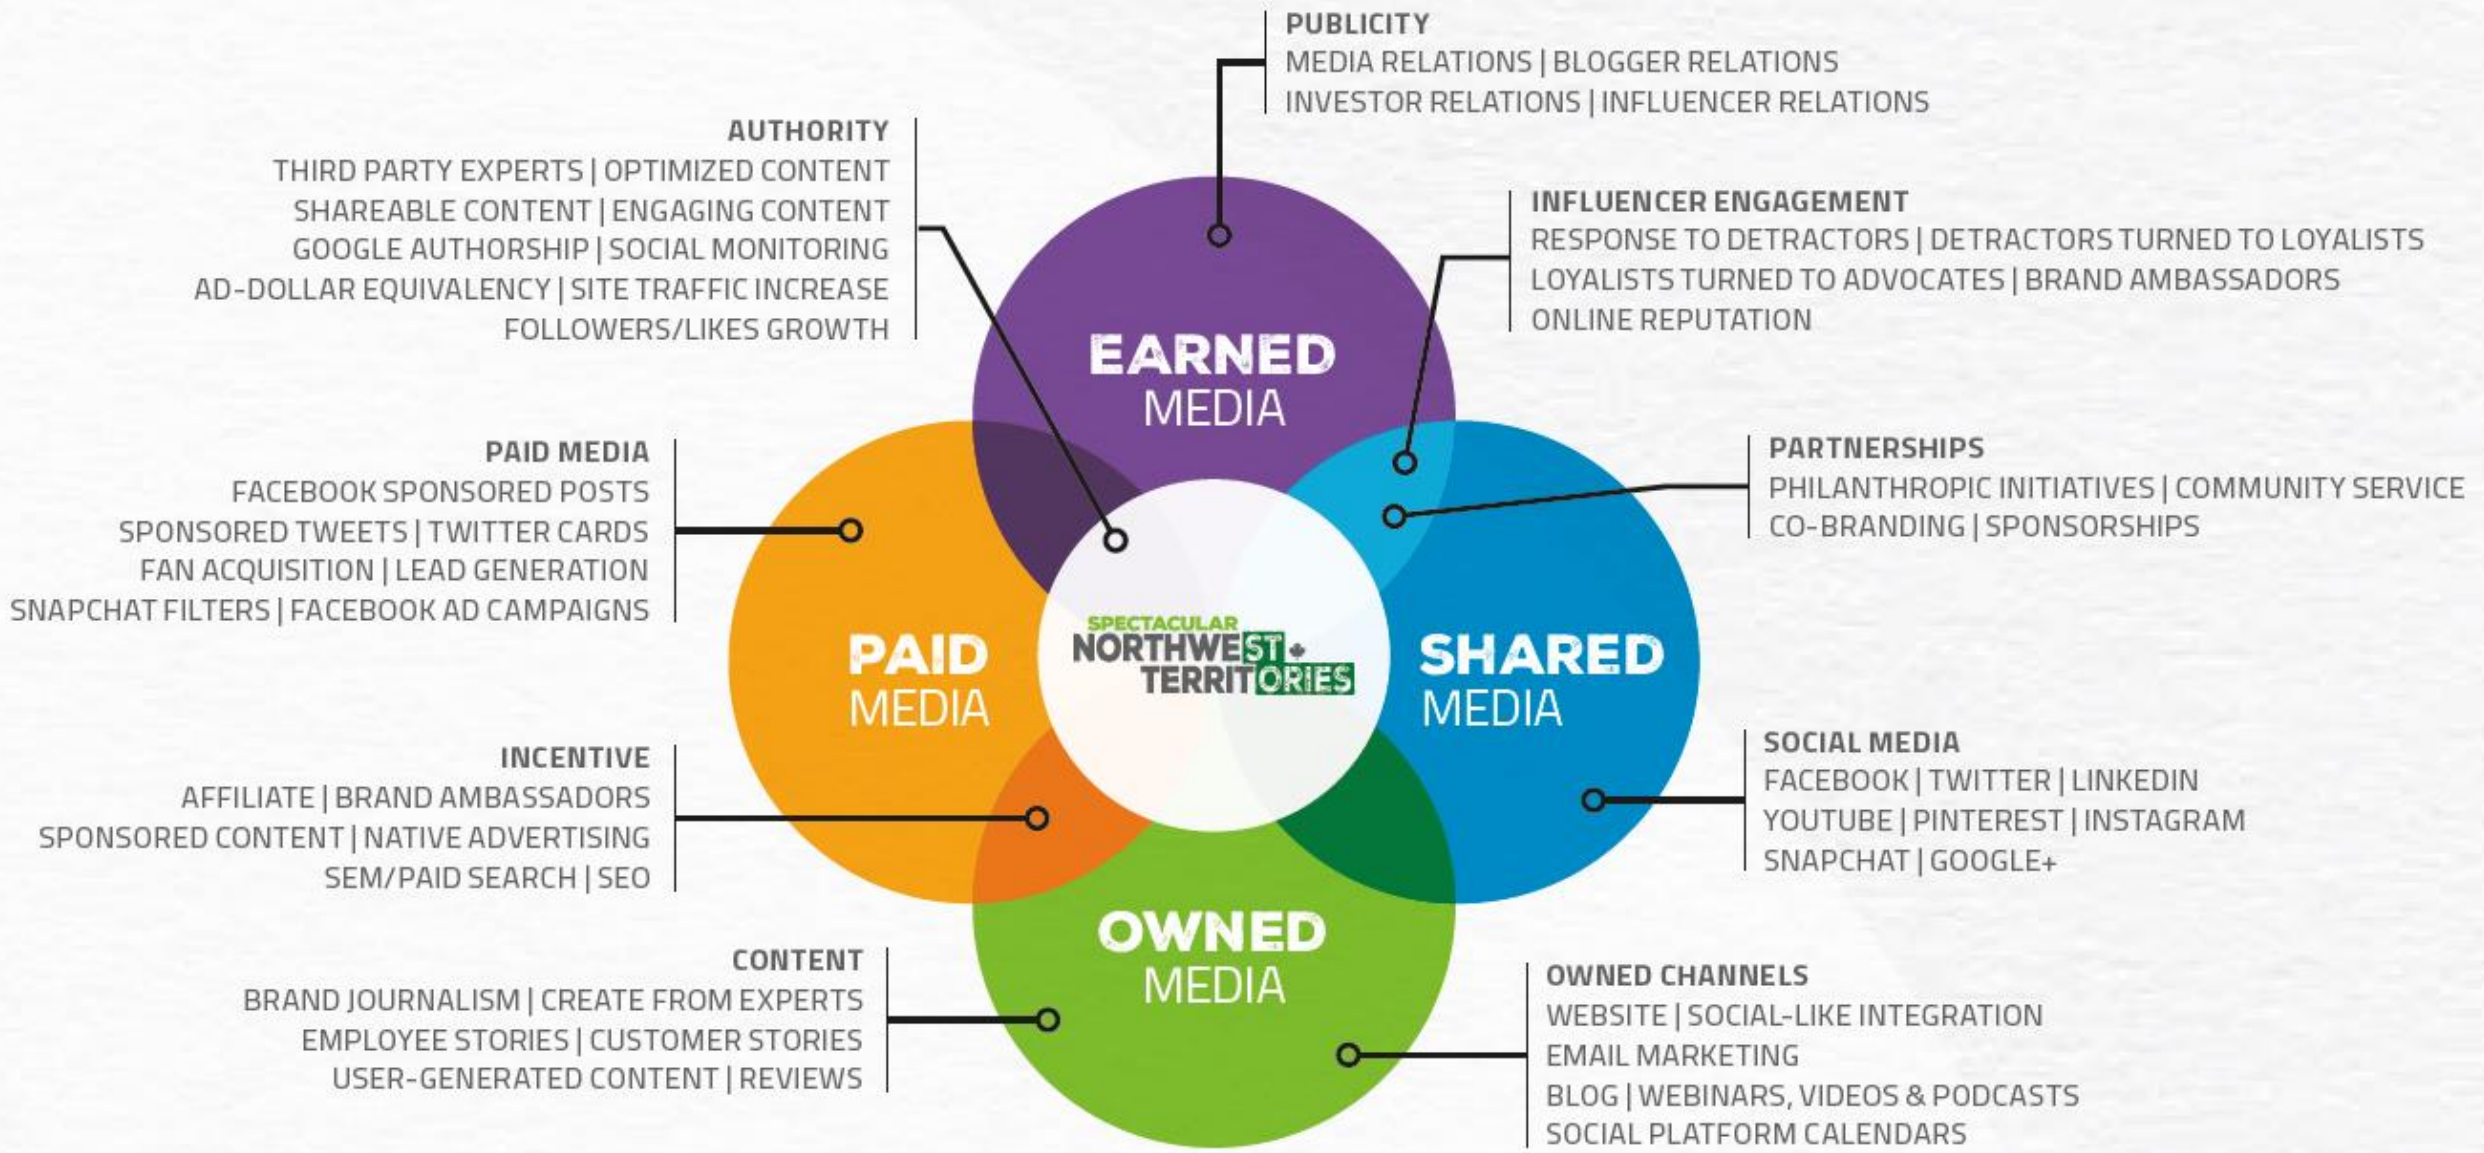 PUBLICITY
MEDIA RELATIONS | BLOGGER RELATIONS
INVESTOR RELATIONS | INFLUENCER RELATIONS
AUTHORITY
THIRD PARTY EXPERTS | OPTIMIZED CONTENT
SHAREABLE CONTENT | ENGAGING CONTENT
GOOGLE AUTHORSHIP | SOCIAL MONITORING
AD-DOLLAR EQUIVALENCY | SITE TRAFFIC INCREASE
FOLLOWERS/LIKES GROWTH
INFLUENCER ENGAGEMENT
RESPONSE TO DETRACTORS | DETRACTORS TURNED TO LOYALISTS
LOYALISTS TURNED TO ADVOCATES | BRAND AMBASSADORS
ONLINE REPUTATION
EARNED
MEDIA
PAID MEDIA
FACEBOOK SPONSORED POSTS
SPONSORED TWEETS | TWITTER CARDS
FAN ACQUISITION | LEAD GENERATION
SNAPCHAT FILTERS | FACEBOOK AD CAMPAIGNS
PARTNERSHIPS
PHILANTHROPIC INITIATIVES | COMMUNITY SERVICE
CO-BRANDING | SPONSORSHIPS
PAID
MEDIA
SPECTACULAR
NORTHWEST
TERRITORIES
SHARED
MEDIA
INCENTIVE
AFFILIATE | BRAND AMBASSADORS
SPONSORED CONTENT | NATIVE ADVERTISING
SEM/PAID SEARCH | SEO
SOCIAL MEDIA
FACEBOOK | TWITTER | LINKEDIN
YOUTUBE | PINTEREST | INSTAGRAM
SNAPCHAT | GOOGLE+
OWNED
MEDIA
CONTENT
BRAND JOURNALISM | CREATE FROM EXPERTS
EMPLOYEE STORIES | CUSTOMER STORIES
USER-GENERATED CONTENT | REVIEWS
OWNED CHANNELS
WEBSITE | SOCIAL-LIKE INTEGRATION
EMAIL MARKETING
BLOG | WEBINARS, VIDEOS & PODCASTS
SOCIAL PLATFORM CALENDARS